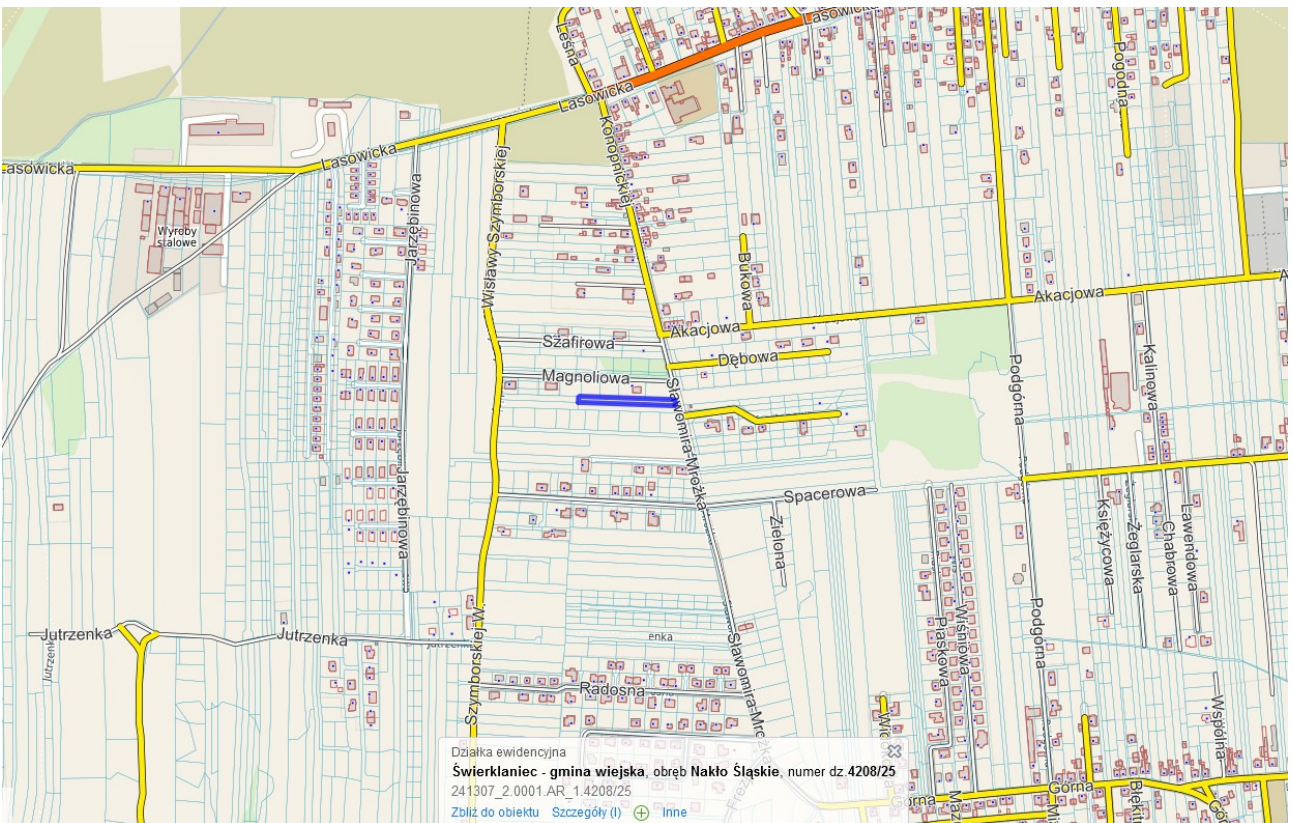 Lasowicka
Leśna
Pogodna
Lasowicka
Konopnickiej
Lasowicka
asowicka
Jarzębinowa
Wisławy Szymborskiej
Wyroby
stalowe
Bukowa
Akacjowa
Akacjowa
Szafirowa
Dębowa
Magnoliowa
Podgórna
Kalinowa
Sławomira-Mrożka
Jarzębinowa
Spacerowa
Zielona
Księżycowa
Żeglarska
Chabrowa
Lawendowa
Jutrzenka
Jutrzenka
Jutrzenka
enka
Szymborskiej W.
Piaskowa
Wiśniowa
Podgórna
Sławomira-Mrożka
Radosna
Wspólna
Górna
Górna
Działka ewidencyjna
Świerklaniec - gmina wiejska, obręb Nakło Śląskie, numer dz. 4208/25
241307_2.0001.AR_1.4208/25
Zbliż do obiektu Szczegóły (I) Inne